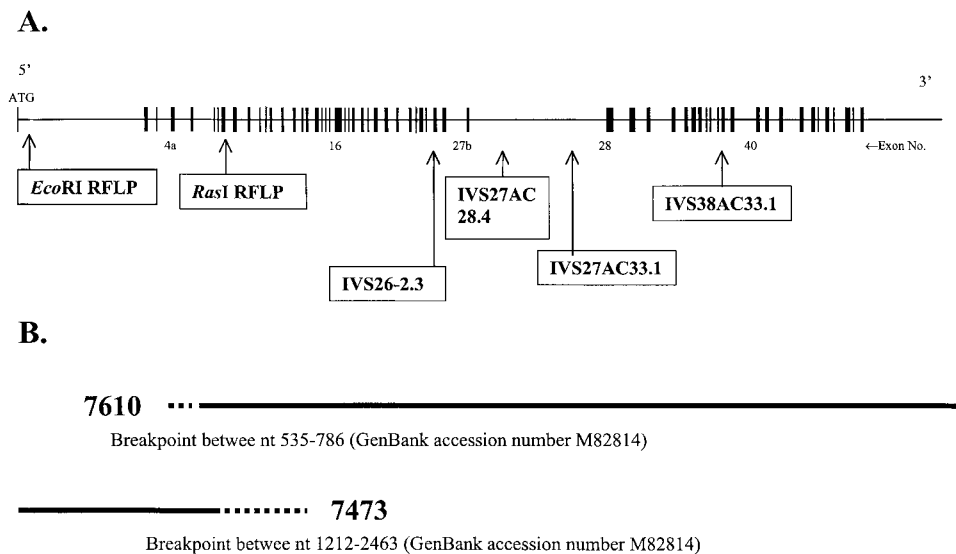 A.
5’
3’
ATG
4a
16
27b
28
40
←Exon No.
EcoRI RFLP
RasI RFLP
IVS27AC
28.4
IVS38AC33.1
IVS27AC33.1
IVS26-2.3
B.
7610
Breakpoint betwee nt 535-786 (GenBank accession number M82814)
7473
Breakpoint betwee nt 1212-2463 (GenBank accession number M82814)